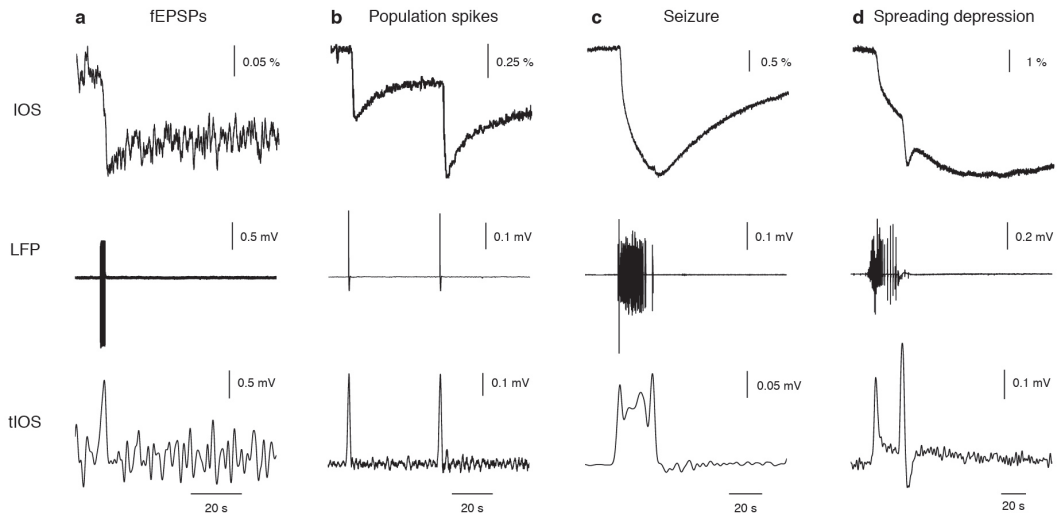 a fEPSPs
b Population spikes
c Seizure
d Spreading depression
IOS
0.05 %
0.25 %
0.5 %
1 %
LFP
0.5 mV
0.1 mV
0.1 mV
0.2 mV
tIOS
0.5 mV
0.1 mV
0.05 mV
0.1 mV
20 s
20 s
20 s
20 s